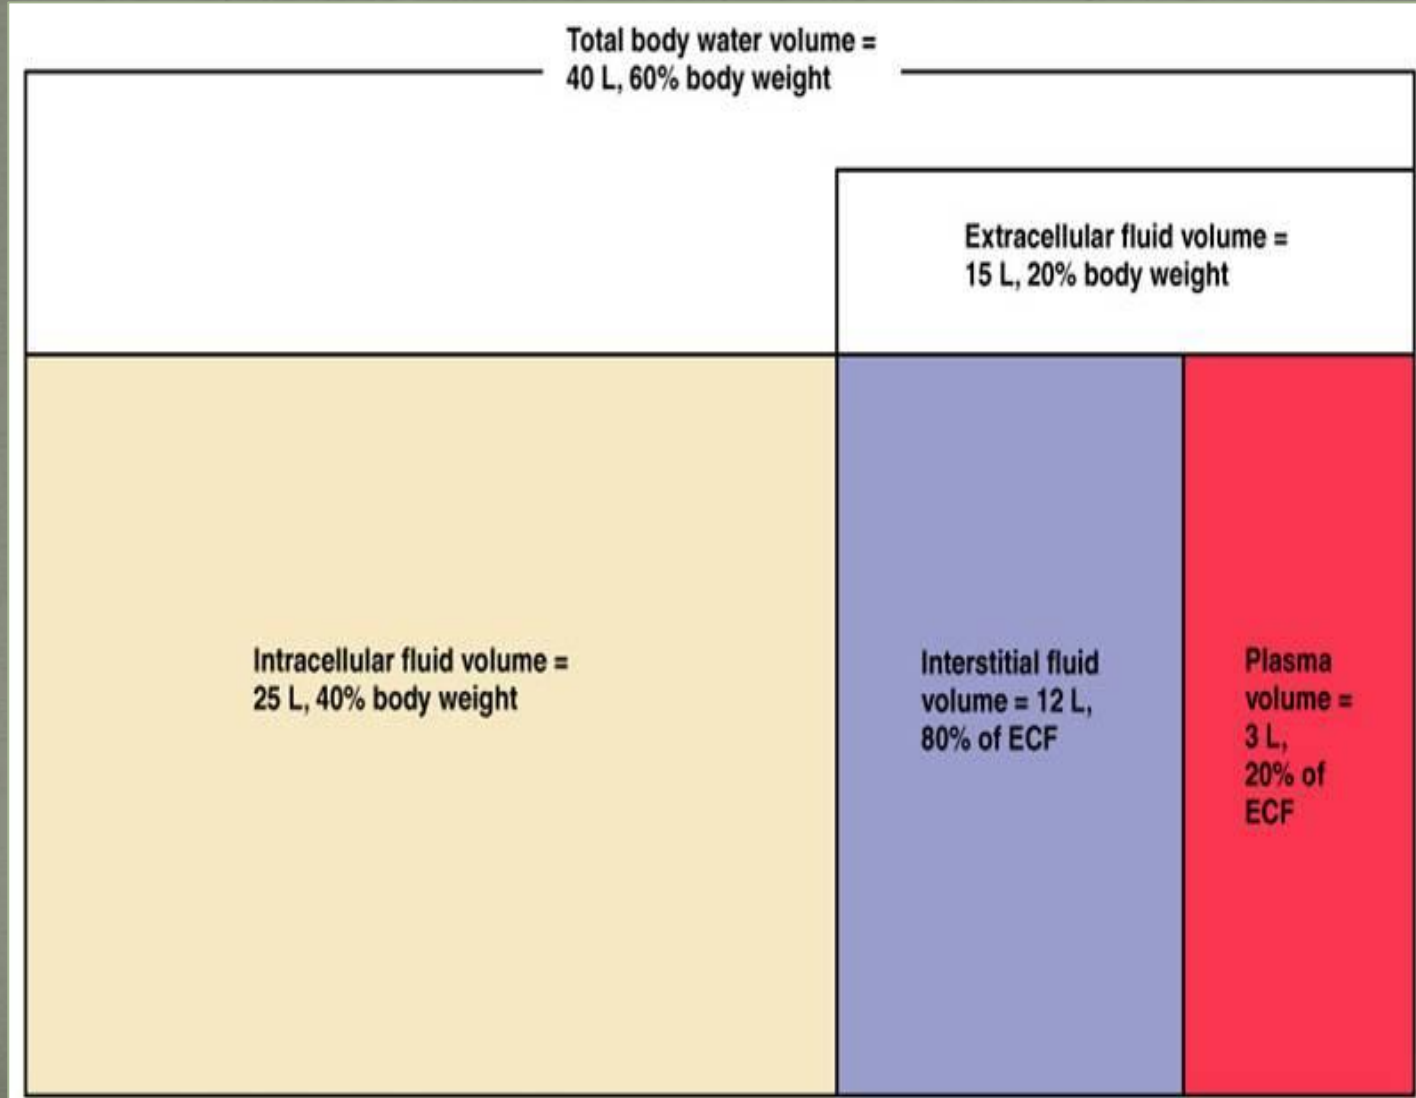 Total body water volume =
40 L, 60% body weight
Extracellular fluid volume =
15 L, 20% body weight
Intracellular fluid volume =
25 L, 40% body weight
Interstitial fluid
volume = 12 L,
80% of ECF
Plasma
volume =
3 L,
20% of
ECF